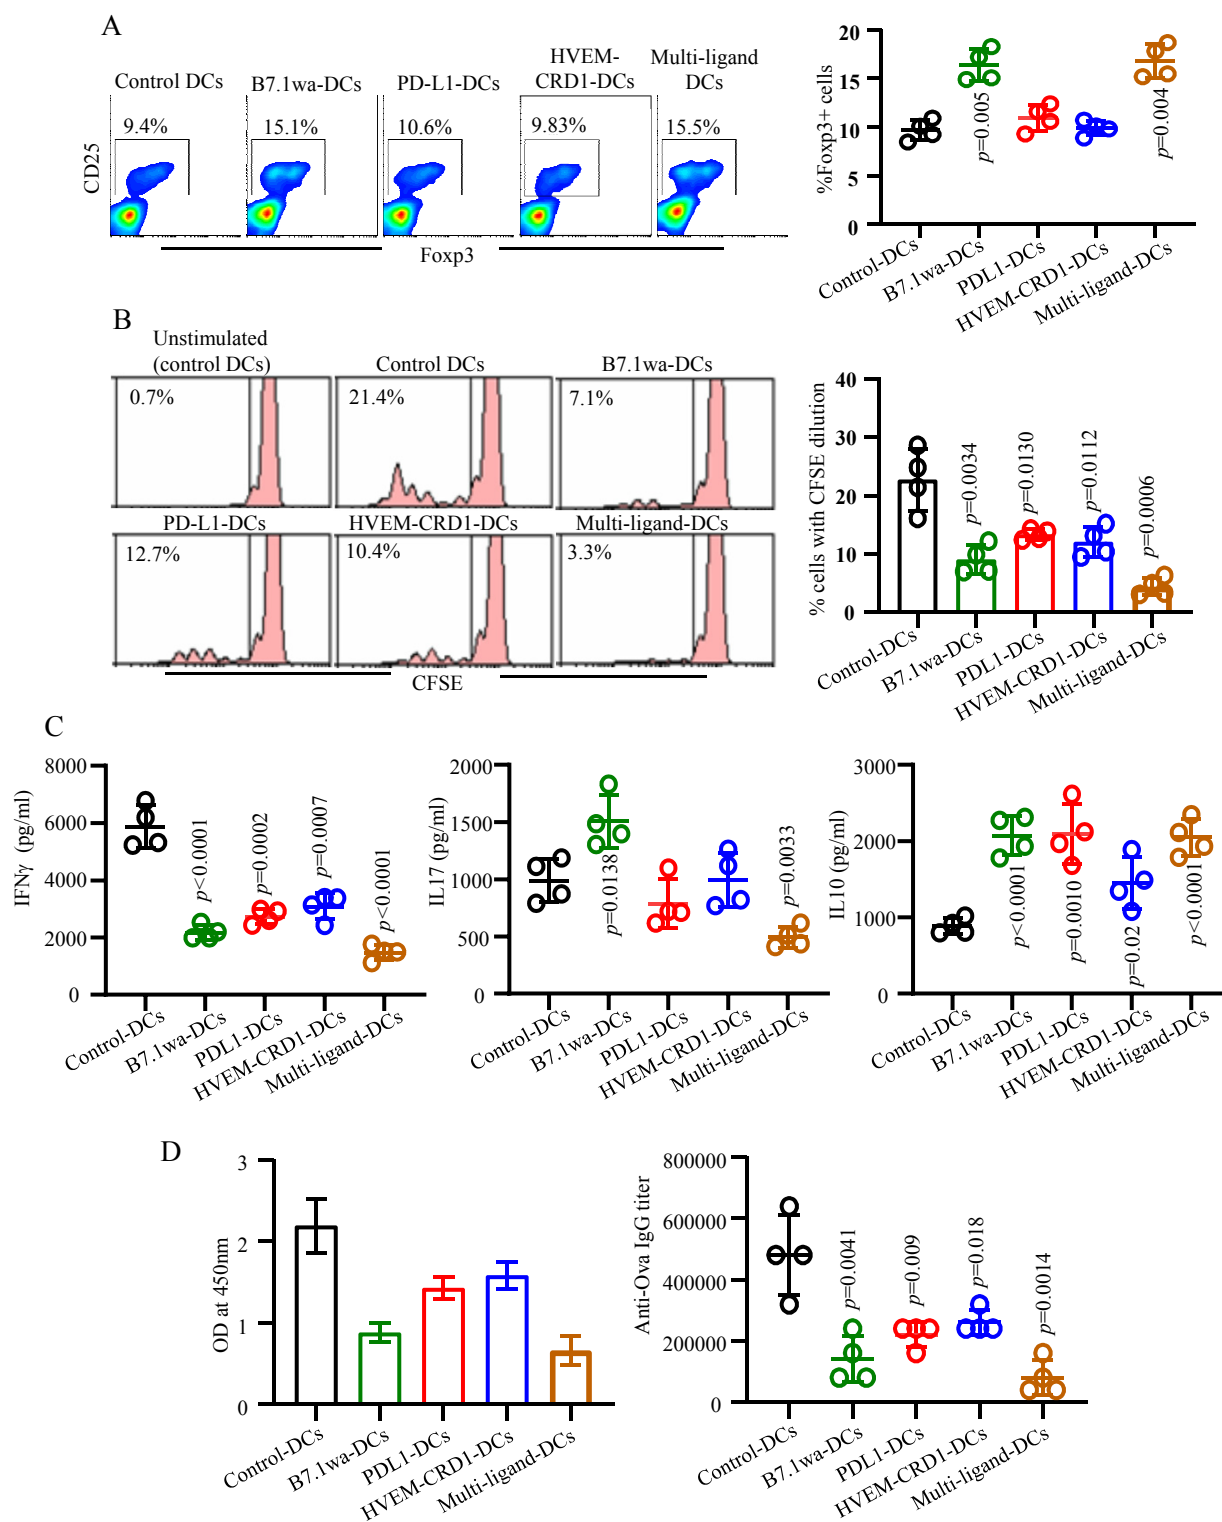 A
Control DCs
B7.1wa-DCs
PD-L1-DCs
HVEM-
CRD1-DCs
Multi-ligand
DCs
9.4%
15.1%
10.6%
9.83%
15.5%
CD25
Foxp3
%Foxp3+ cells
20
15
10
5
0
p=0.005
p=0.004
Control-DCs
B7.1wa-DCs
PDL1-DCs
HVEM-CRD1-DCs
Multi-ligand-DCs
B
Unstimulated
(control DCs)
Control DCs
B7.1wa-DCs
0.7%
21.4%
7.1%
PD-L1-DCs
HVEM-CRD1-DCs
Multi-ligand-DCs
12.7%
10.4%
3.3%
CFSE
% cells with CFSE dilution
40
30
20
10
0
p=0.0034
p=0.0130
p=0.0112
p=0.0006
Control-DCs
B7.1wa-DCs
PDL1-DCs
HVEM-CRD1-DCs
Multi-ligand-DCs
C
IFNγ (pg/ml)
8000
6000
4000
2000
0
p<0.0001
p=0.0002
p=0.0007
p<0.0001
Control-DCs
B7.1wa-DCs
PDL1-DCs
HVEM-CRD1-DCs
Multi-ligand-DCs
IL17 (pg/ml)
2000
1500
1000
500
0
p=0.0138
p=0.0033
Control-DCs
B7.1wa-DCs
PDL1-DCs
HVEM-CRD1-DCs
Multi-ligand-DCs
IL10 (pg/ml)
3000
2000
1000
0
p<0.0001
p=0.0010
p=0.02
p<0.0001
Control-DCs
B7.1wa-DCs
PDL1-DCs
HVEM-CRD1-DCs
Multi-ligand-DCs
D
OD at 450nm
3
2
1
0
Control-DCs
B7.1wa-DCs
PDL1-DCs
HVEM-CRD1-DCs
Multi-ligand-DCs
Anti-Ova IgG titer
800000
600000
400000
200000
0
p=0.0041
p=0.009
p=0.018
p=0.0014
Control-DCs
B7.1wa-DCs
PDL1-DCs
HVEM-CRD1-DCs
Multi-ligand-DCs